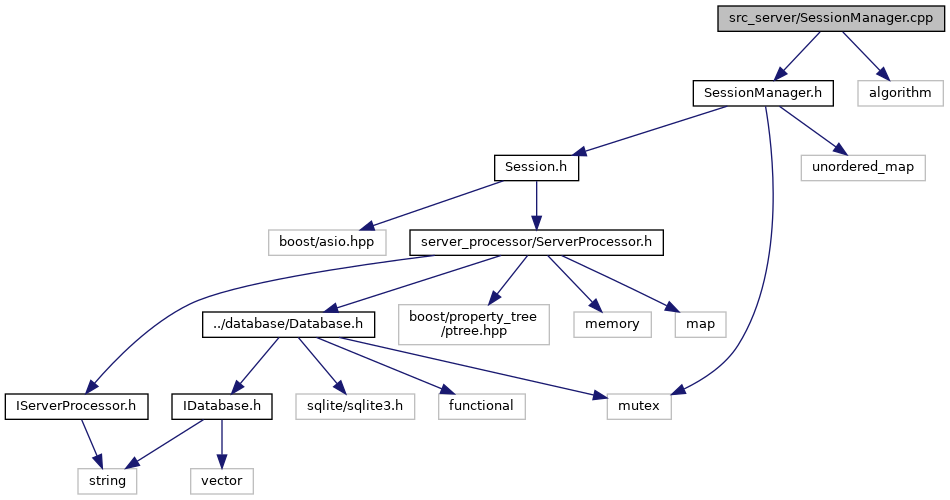 src_server/SessionManager.cpp
SessionManager.h
algorithm
Session.h
unordered_map
boost/asio.hpp
server_processor/ServerProcessor.h
../database/Database.h
boost/property_tree
/ptree.hpp
memory
map
IServerProcessor.h
IDatabase.h
sqlite/sqlite3.h
functional
mutex
string
vector